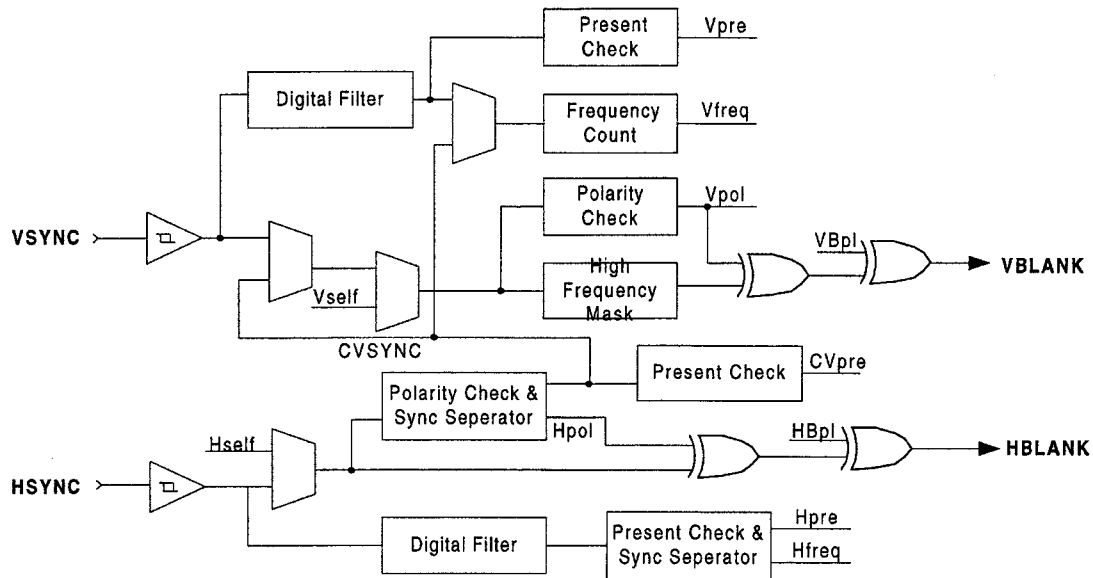 Present
Check
Vpre
Digital Filter
Frequency
Count
Vfreq
Polarity
Check
Vpol
VSYNC
VBpl
VBLANK
High
Frequency
Mask
Vself
CVSYNC
Present Check
CVpre
Polarity Check &
Sync Seperator
Hpol
Hself
HBpl
HBLANK
HSYNC
Digital Filter
Present Check &
Sync Seperator
Hpre
Hfreq